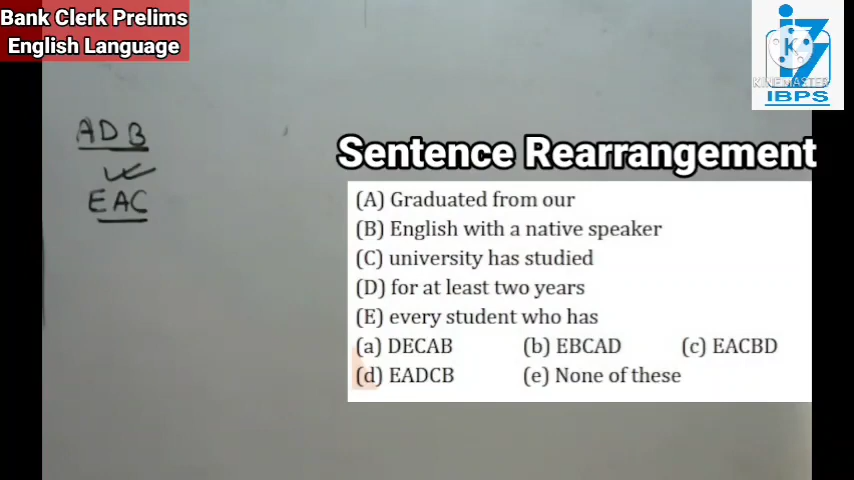 Bank Clerk Prelims
English Language
K
KINEMASTER
IBPS
ADB
EAC
Sentence Rearrangement
(A) Graduated from our
(B) English with a native speaker
(C) university has studied
(D) for at least two years
(E) every student who has
(a) DECAB (b) EBCAD (c) EACBD
(d) EADCB (e) None of these